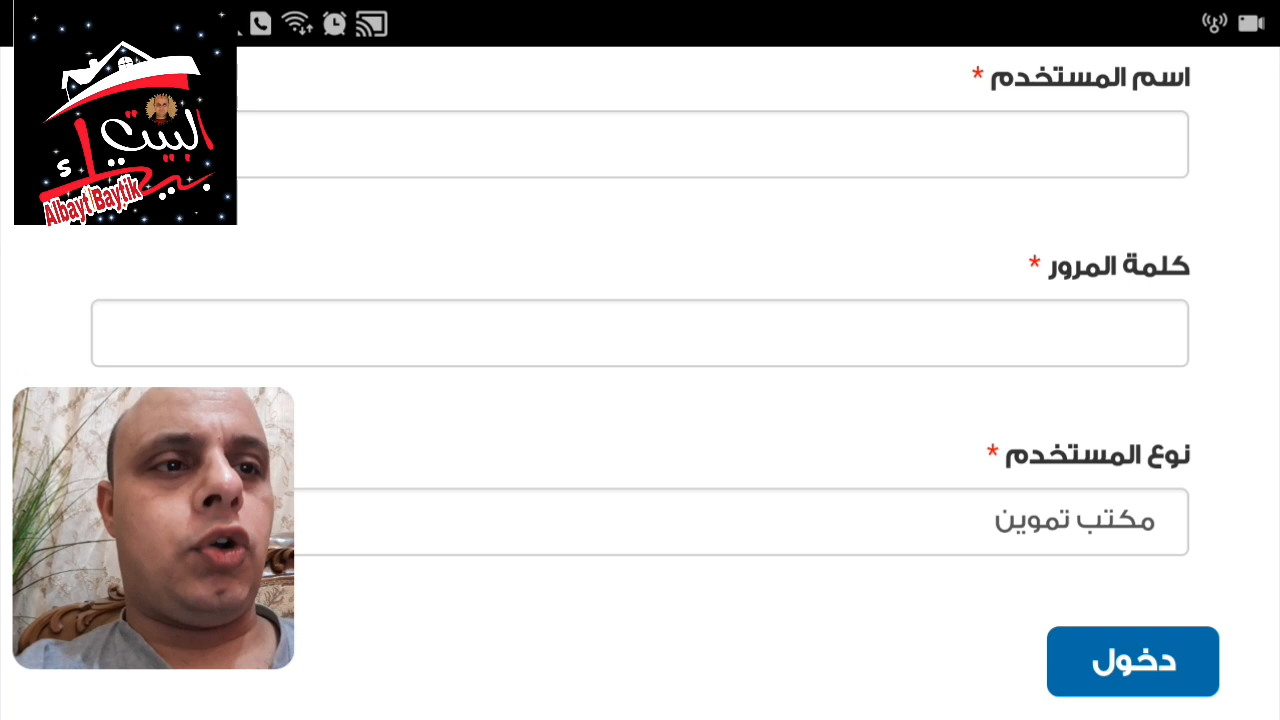 البيت
بيتك
Albayt Baytik
اسم المستخدم *
كلمة المرور *
نوع المستخدم *
مكتب تموين
دخول